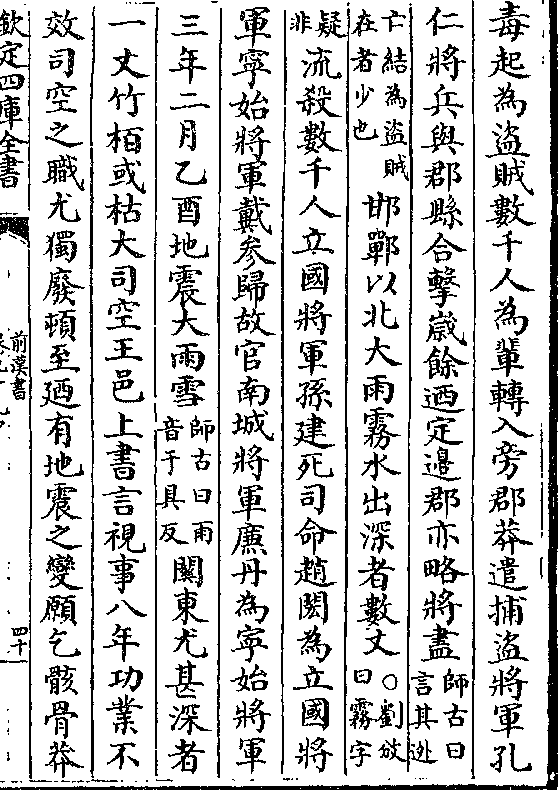 毒起為盜賊數千人為輩轉入旁郡莽遣捕盜將軍孔
仁將兵與郡縣合擊歲餘迺定邊郡亦略將盡師古曰言其逃
亡結為盜賊在者少也邯鄲以北大雨霧水出深者數丈○劉攽曰霧字
疑非流殺數千人立國將軍孫建死司命趙閎為立國將
軍寧始將軍戴參歸故官南城將軍廉丹為寧始將軍
三年二月乙酉地震大雨雪師古曰雨音于具反關東尤甚深者
一丈竹栢或枯大司空王邑上書言視事八年功業不
效司空之職尤獨廢頓至迺有地震之變願乞骸骨莽
欽定四庫全書
前漢書
四十